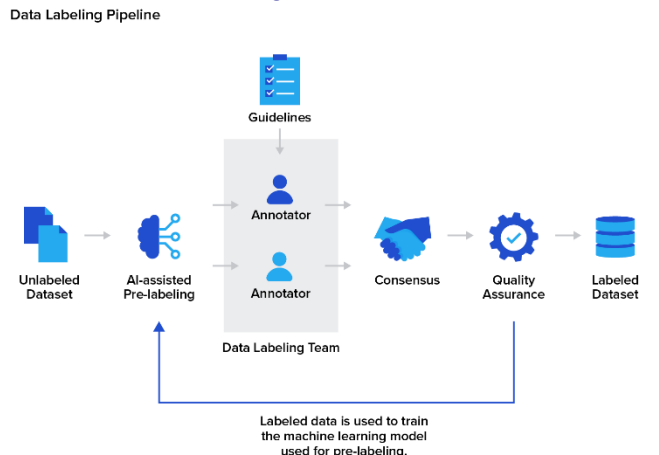 Data Labeling Pipeline
Guidelines
Annotator
Annotator
Unlabeled
Dataset
AI-assisted
Pre-labeling
Consensus
Quality
Assurance
Labeled
Dataset
Data Labeling Team
Labeled data is used to train
the machine learning model
used for pre-labeling.